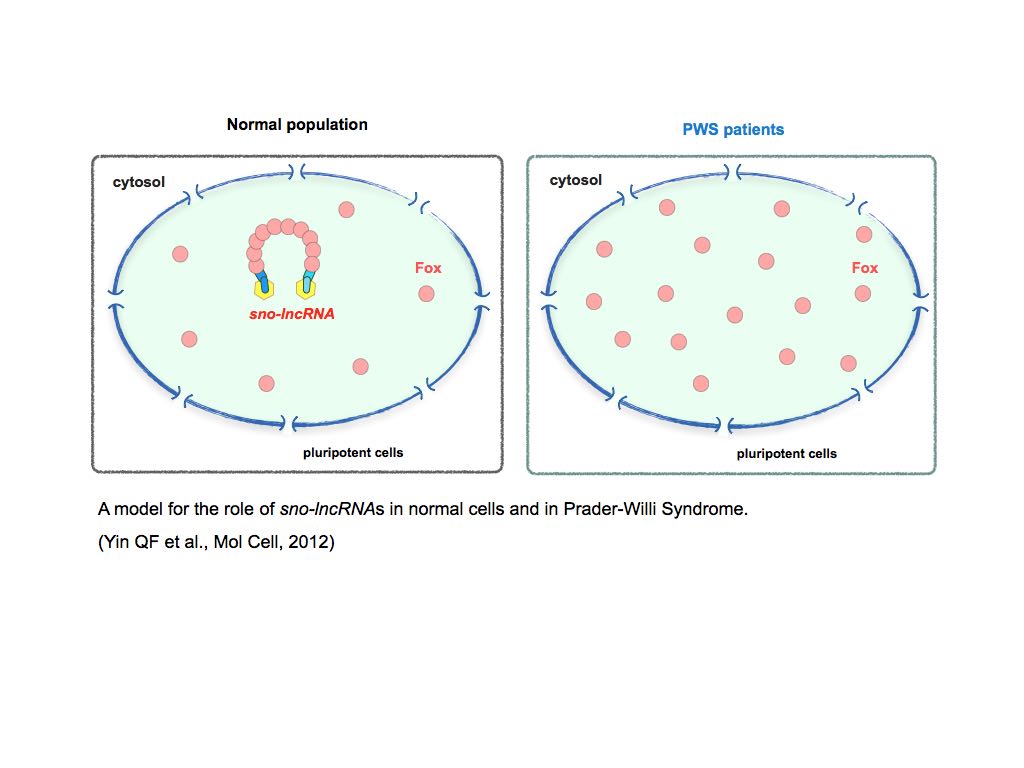 Normal population
PWS patients
cytosol
Fox
sno-lncRNA
pluripotent cells
cytosol
Fox
pluripotent cells
A model for the role of sno-lncRNAs in normal cells and in Prader-Willi Syndrome.
(Yin QF et al., Mol Cell, 2012)